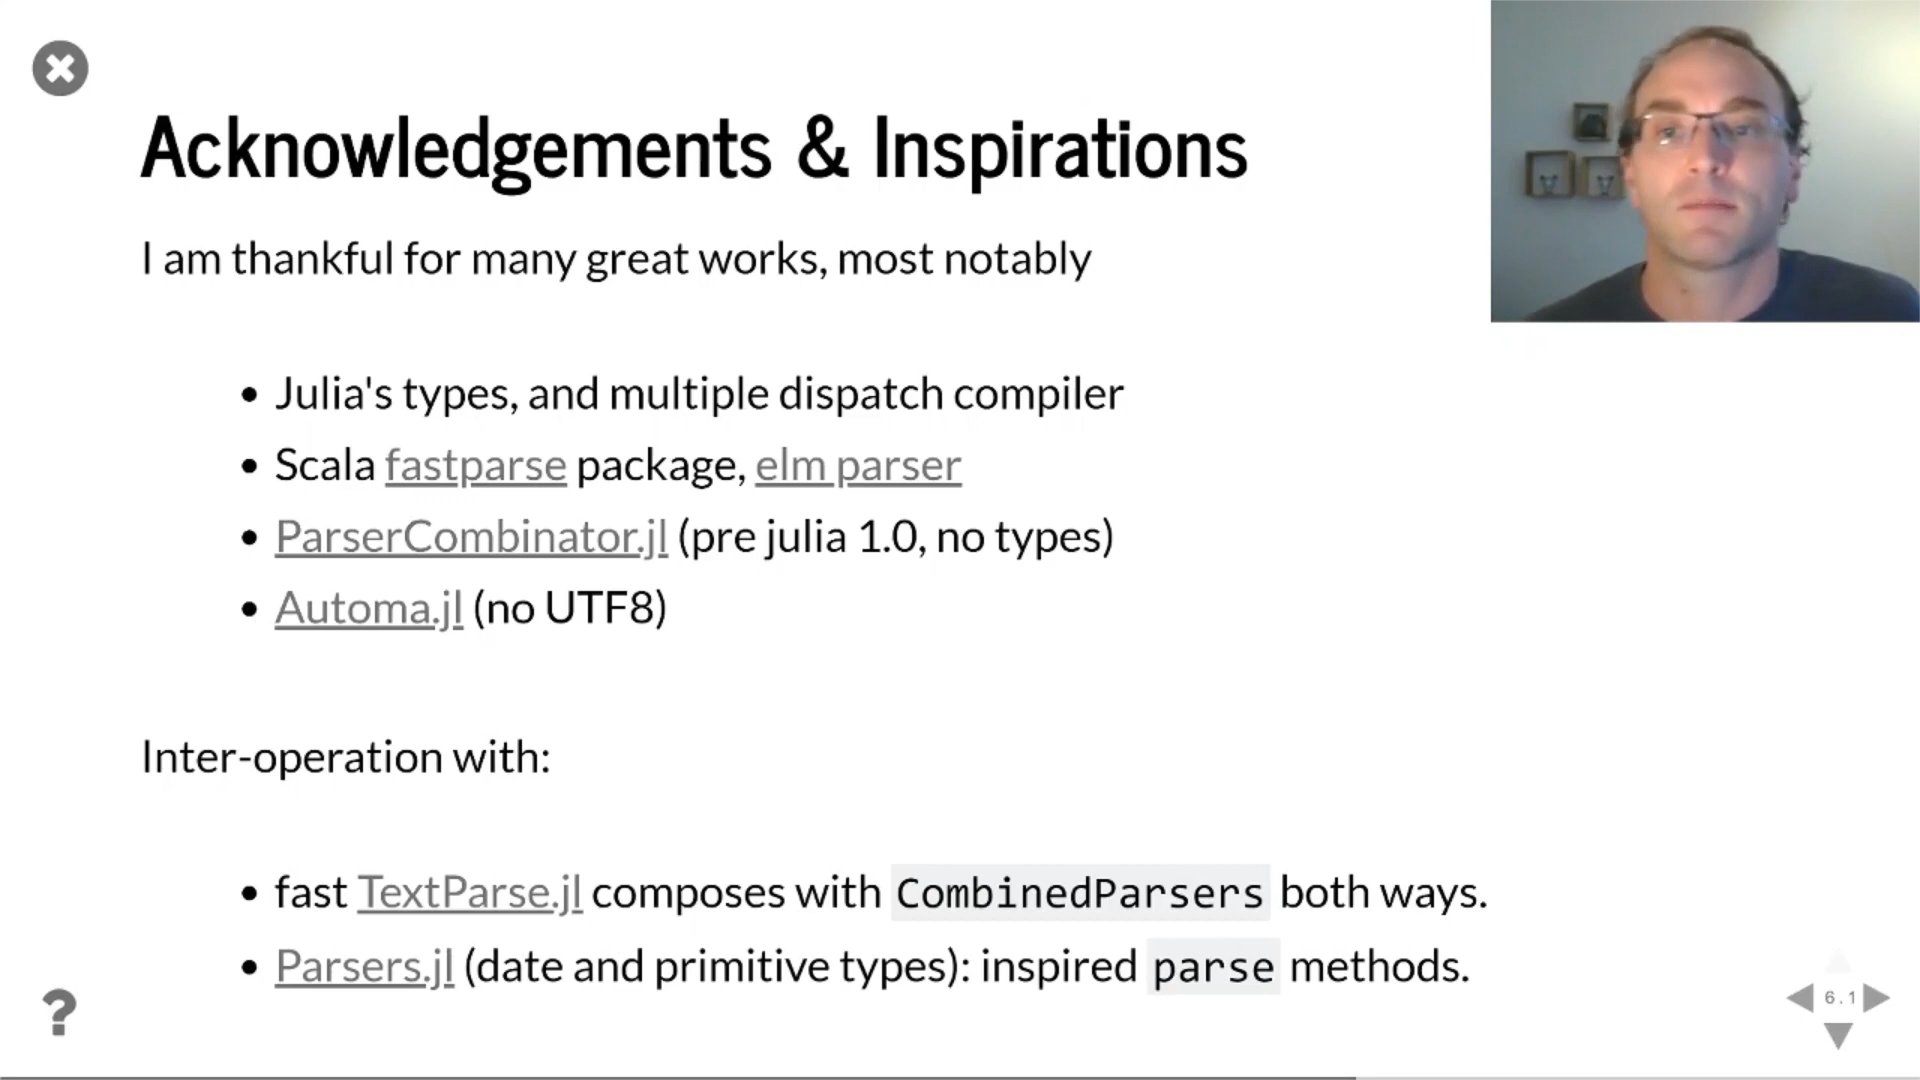 Acknowledgements & Inspirations
I am thankful for many great works, most notably
• Julia's types, and multiple dispatch compiler
• Scala fastparse package, elm parser
• ParserCombinator.jl (pre julia 1.0, no types)
• Automa.jl (no UTF8)
Inter-operation with:
• fast TextParse.jl composes with CombinedParsers both ways.
• Parsers.jl (date and primitive types): inspired parse methods.
?
6.1